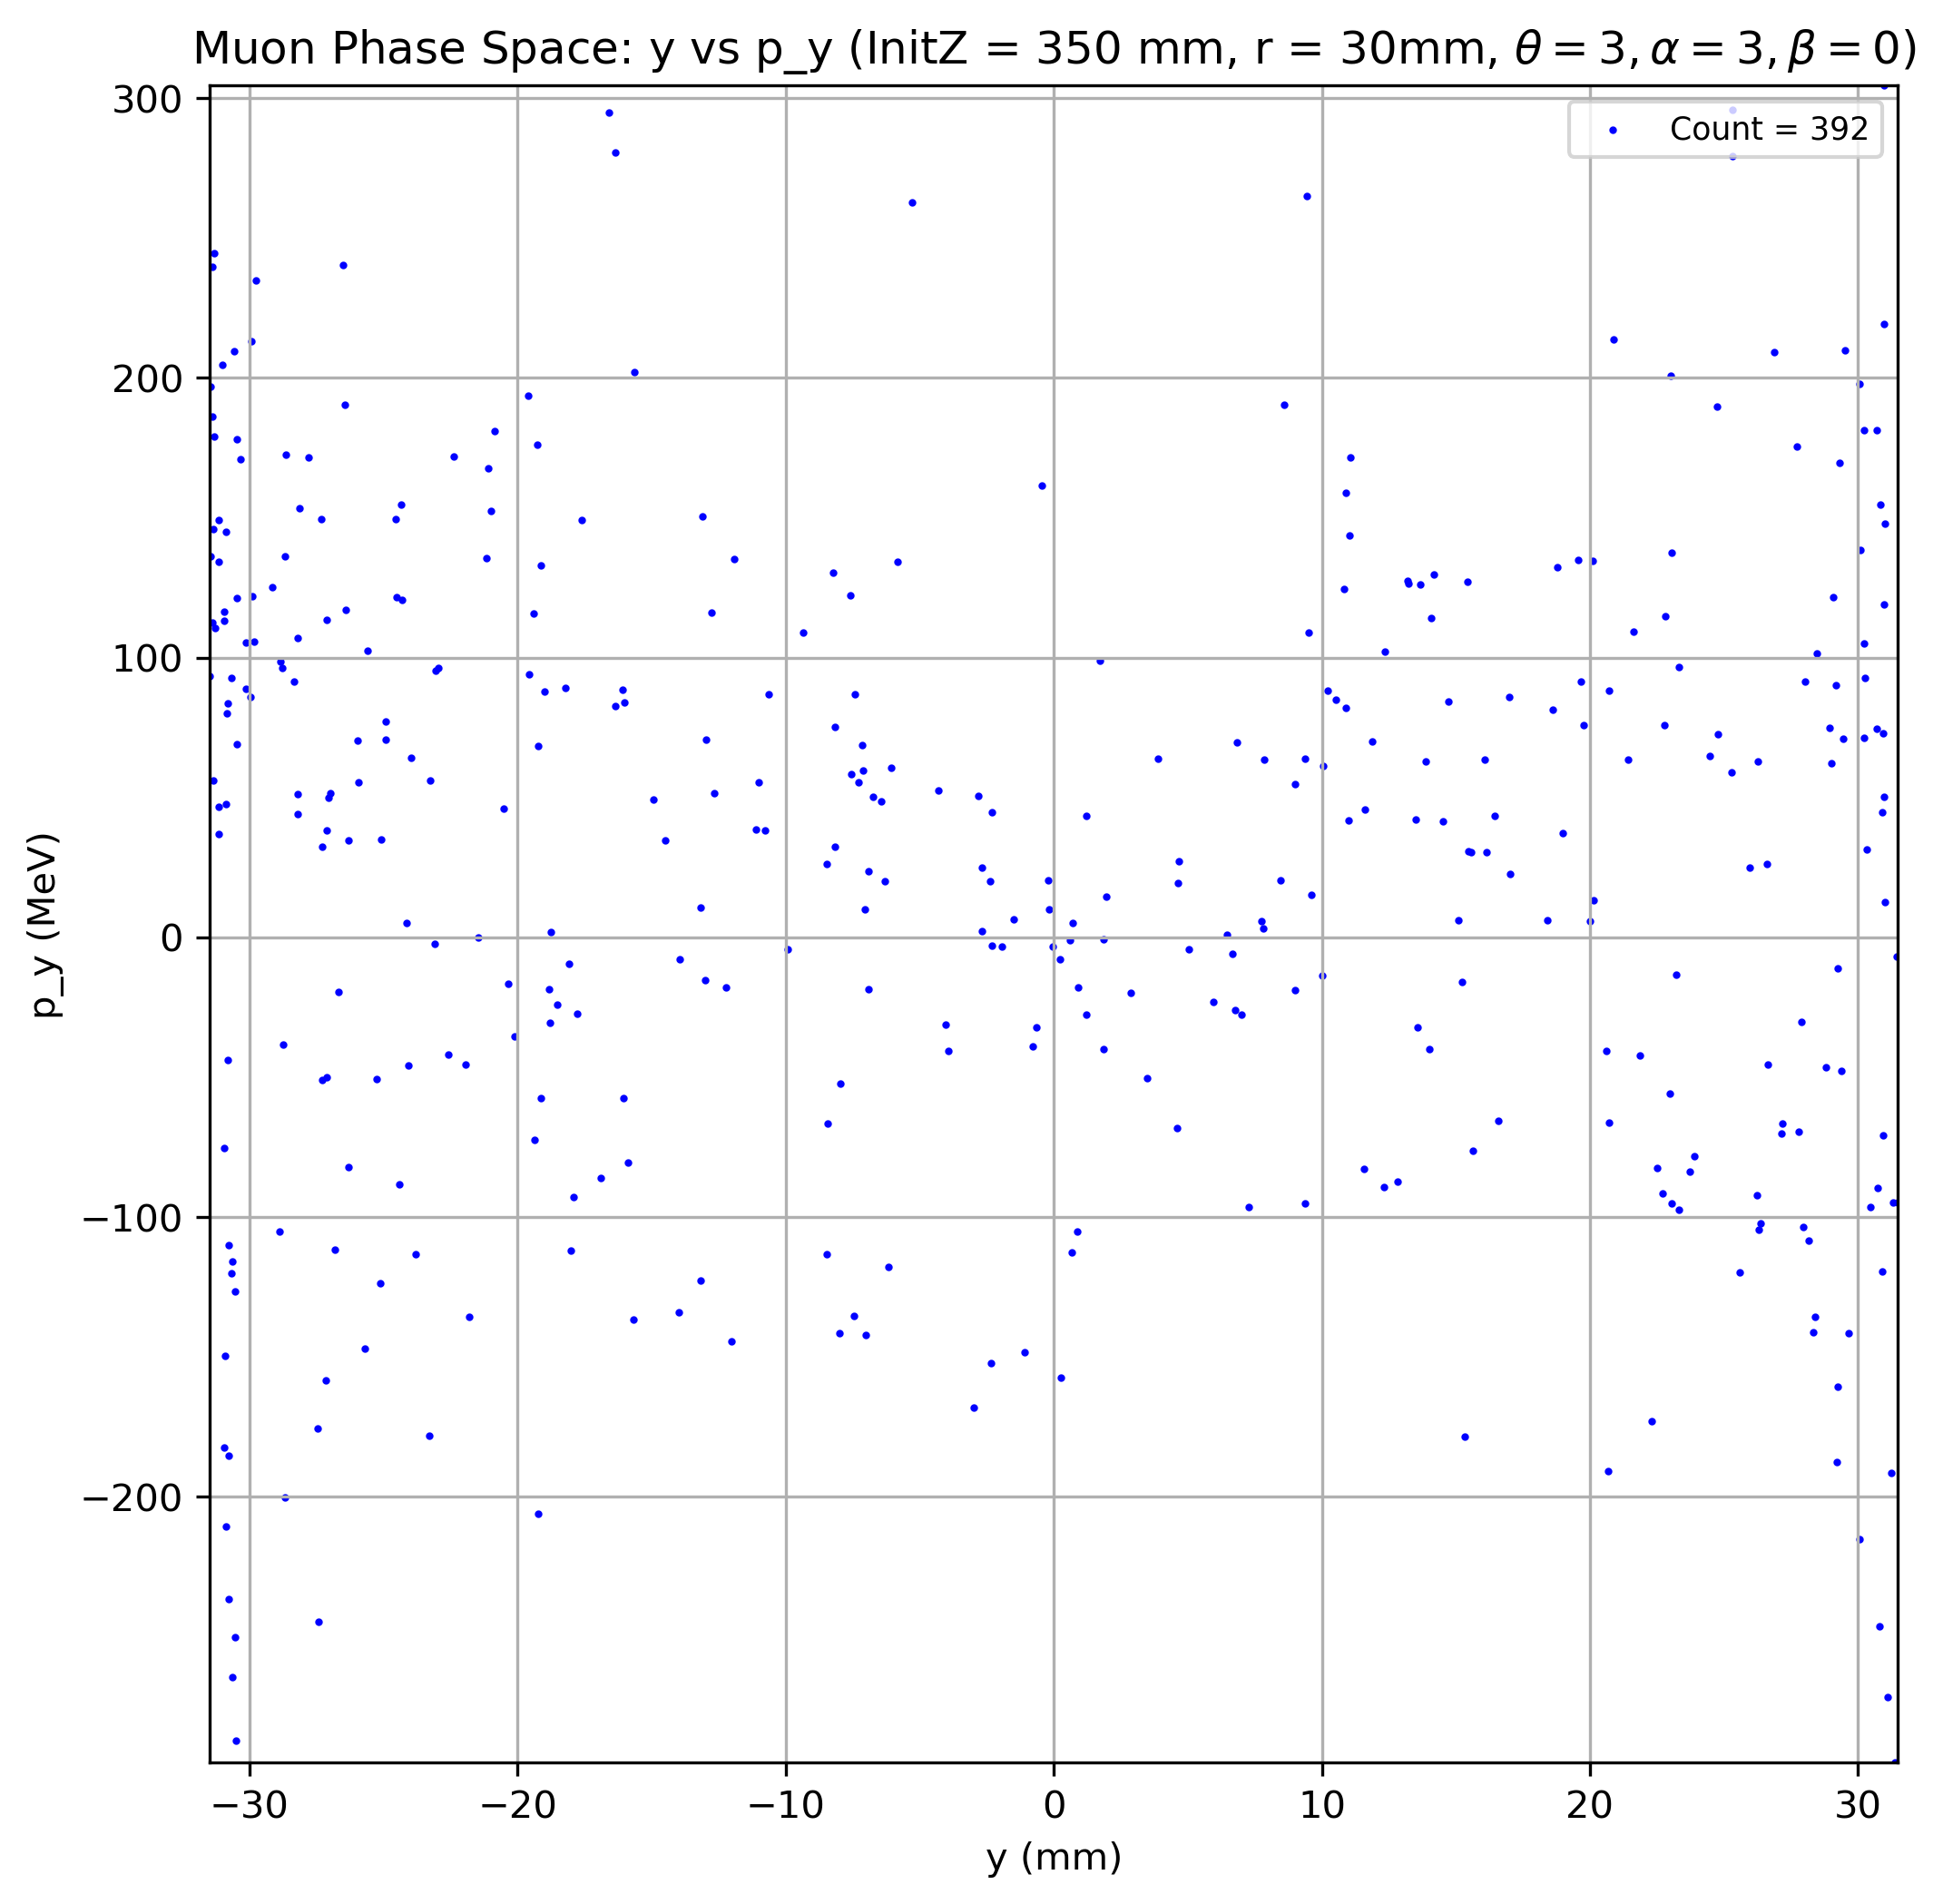 Muon Phase Space: y vs p_y (InitZ = 350 mm, r = 30mm, θ = 3, α = 3, β = 0)
Count = 392
300
200
100
0
−100
−200
p_y (MeV)
−30 −20 −10 0 10 20 30
y (mm)